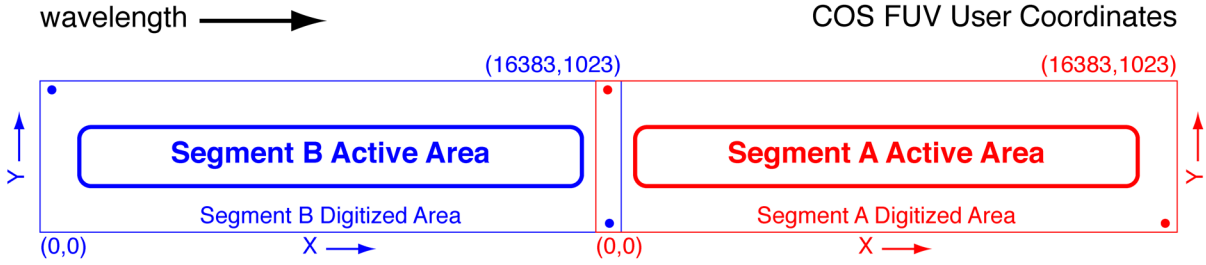 wavelength
COS FUV User Coordinates
(16383,1023)
(16383,1023)
Y
Segment B Active Area
Segment A Active Area
Y
Segment B Digitized Area
Segment A Digitized Area
(0,0)
X
(0,0)
X